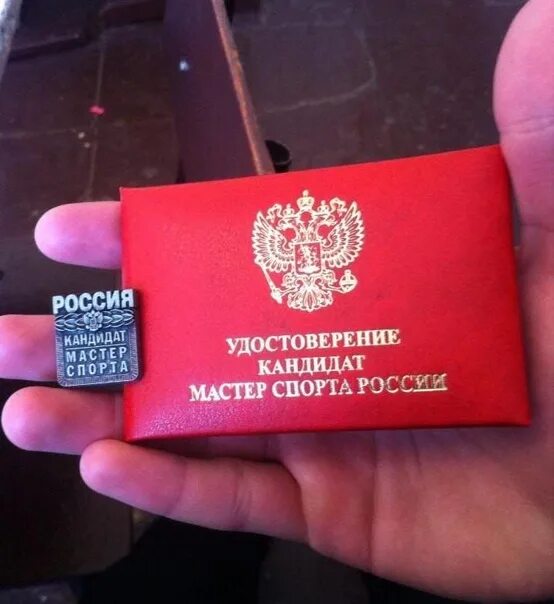 РОССИЯ
КАНДИДАТ
МАСТЕР
СПОРТА
УДОСТОВЕРЕНИЕ
КАНДИДАТ
МАСТЕР СПОРТА РОССИИ